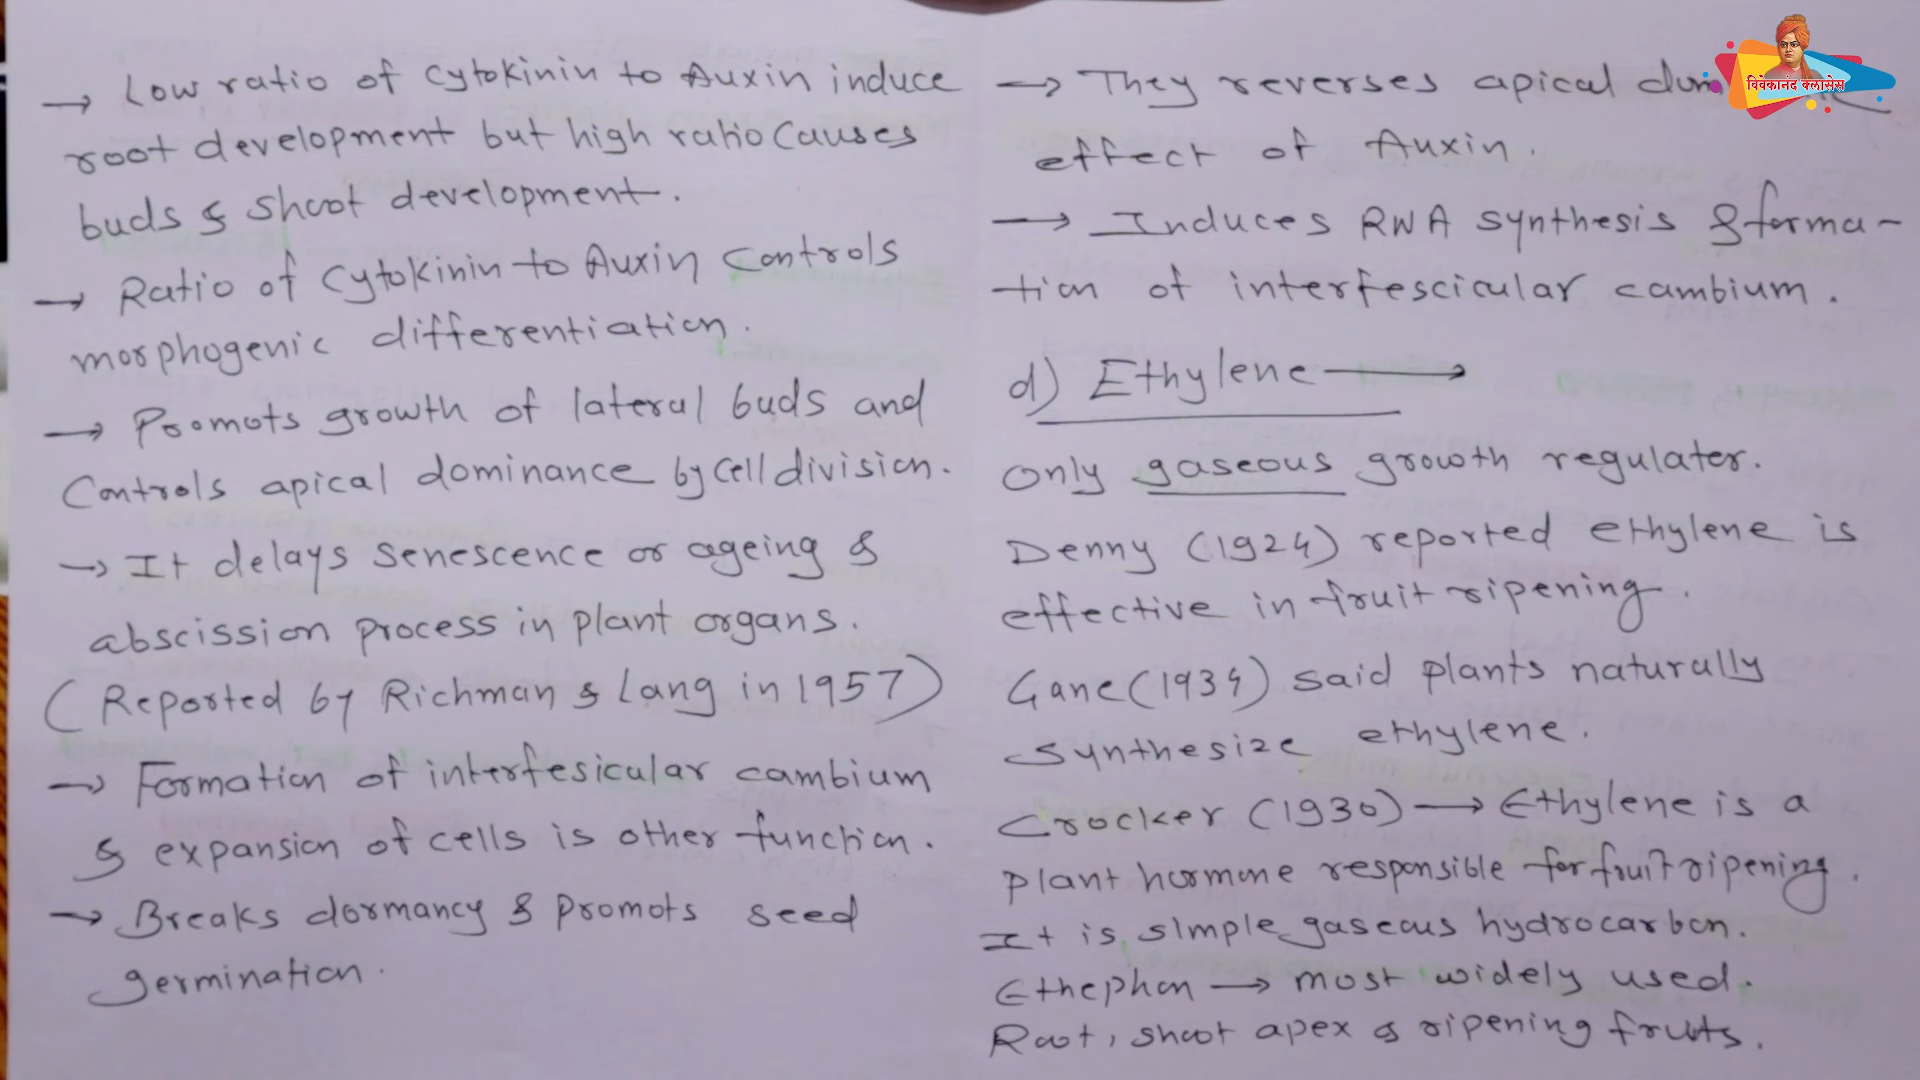 → Low ratio of cytokinin to Auxin induce
root development but high ratio Causes
buds & shoot development.
→ Ratio of cytokinin to Auxin Controls
morphogenic differentiation.
→ Promots growth of lateral buds and
Controls apical dominance by Cell division.
→ It delays senescence or ageing &
abscission process in plant organs.
(Reported by Richman & Lang in 1957)
→ Formation of interfesicular cambium
& expansion of cells is other function.
→ Breaks dormancy & promots seed
germination.
→ They reverses apical
effect of Auxin.
→ Induces RNA synthesis & forma-
tion of interfescicular cambium.
d) Ethylene →
Only gaseous growth regulater.
Denny (1924) reported ethylene is
effective in fruit ripening.
Gane (1934) said plants naturally
synthesize ethylene.
Crocker (1930) → Ethylene is a
plant hormone responsible for fruit ripening.
It is simple gaseous hydrocarbon.
Ethephon → most widely used.
Root, shoot apex & ripening fruits.
विवेकानंद क्लासेस